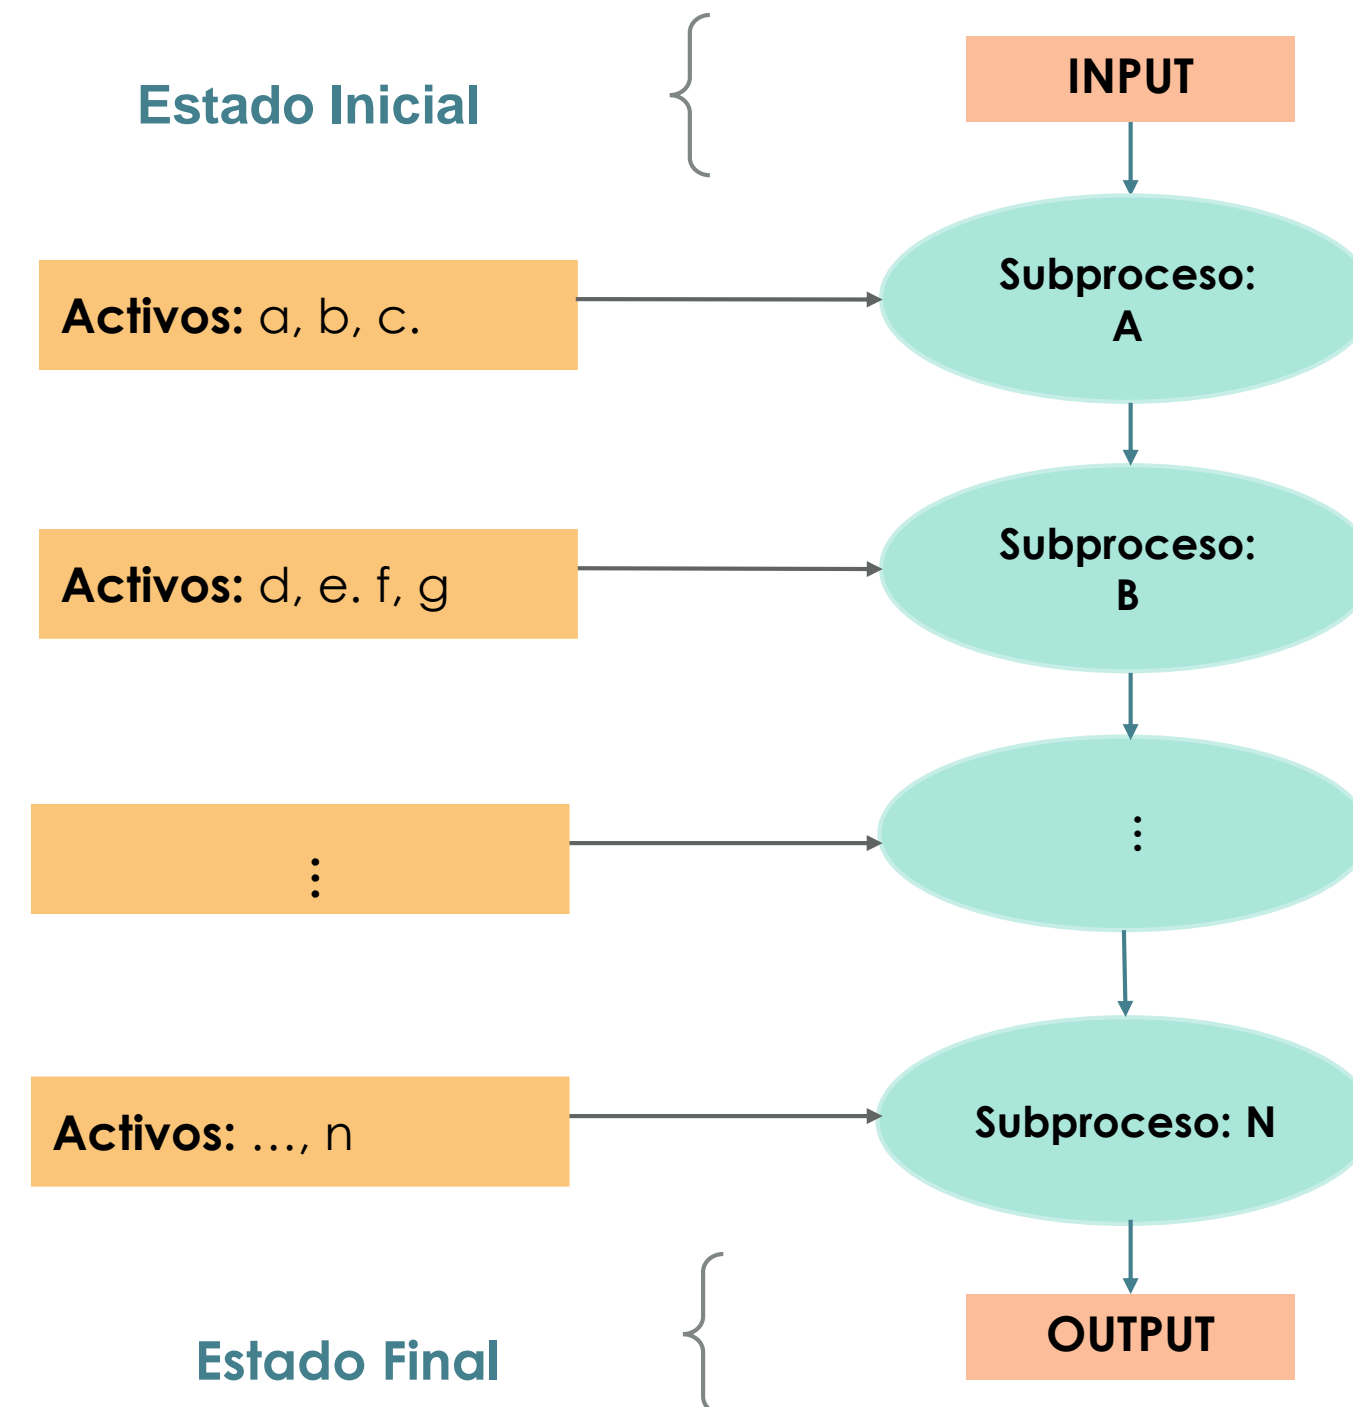 Estado Inicial
INPUT
Activos: a, b, c.
Subproceso:
A
Activos: d, e. f, g
Subproceso:
B
⋮
⋮
Activos: ..., n
Subproceso: N
Estado Final
OUTPUT